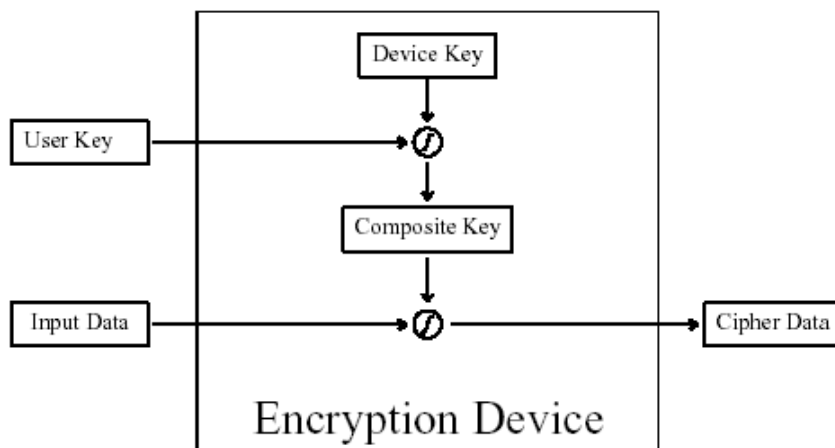 Device Key
User Key
f
Composite Key
Input Data
f
Cipher Data
Encryption Device